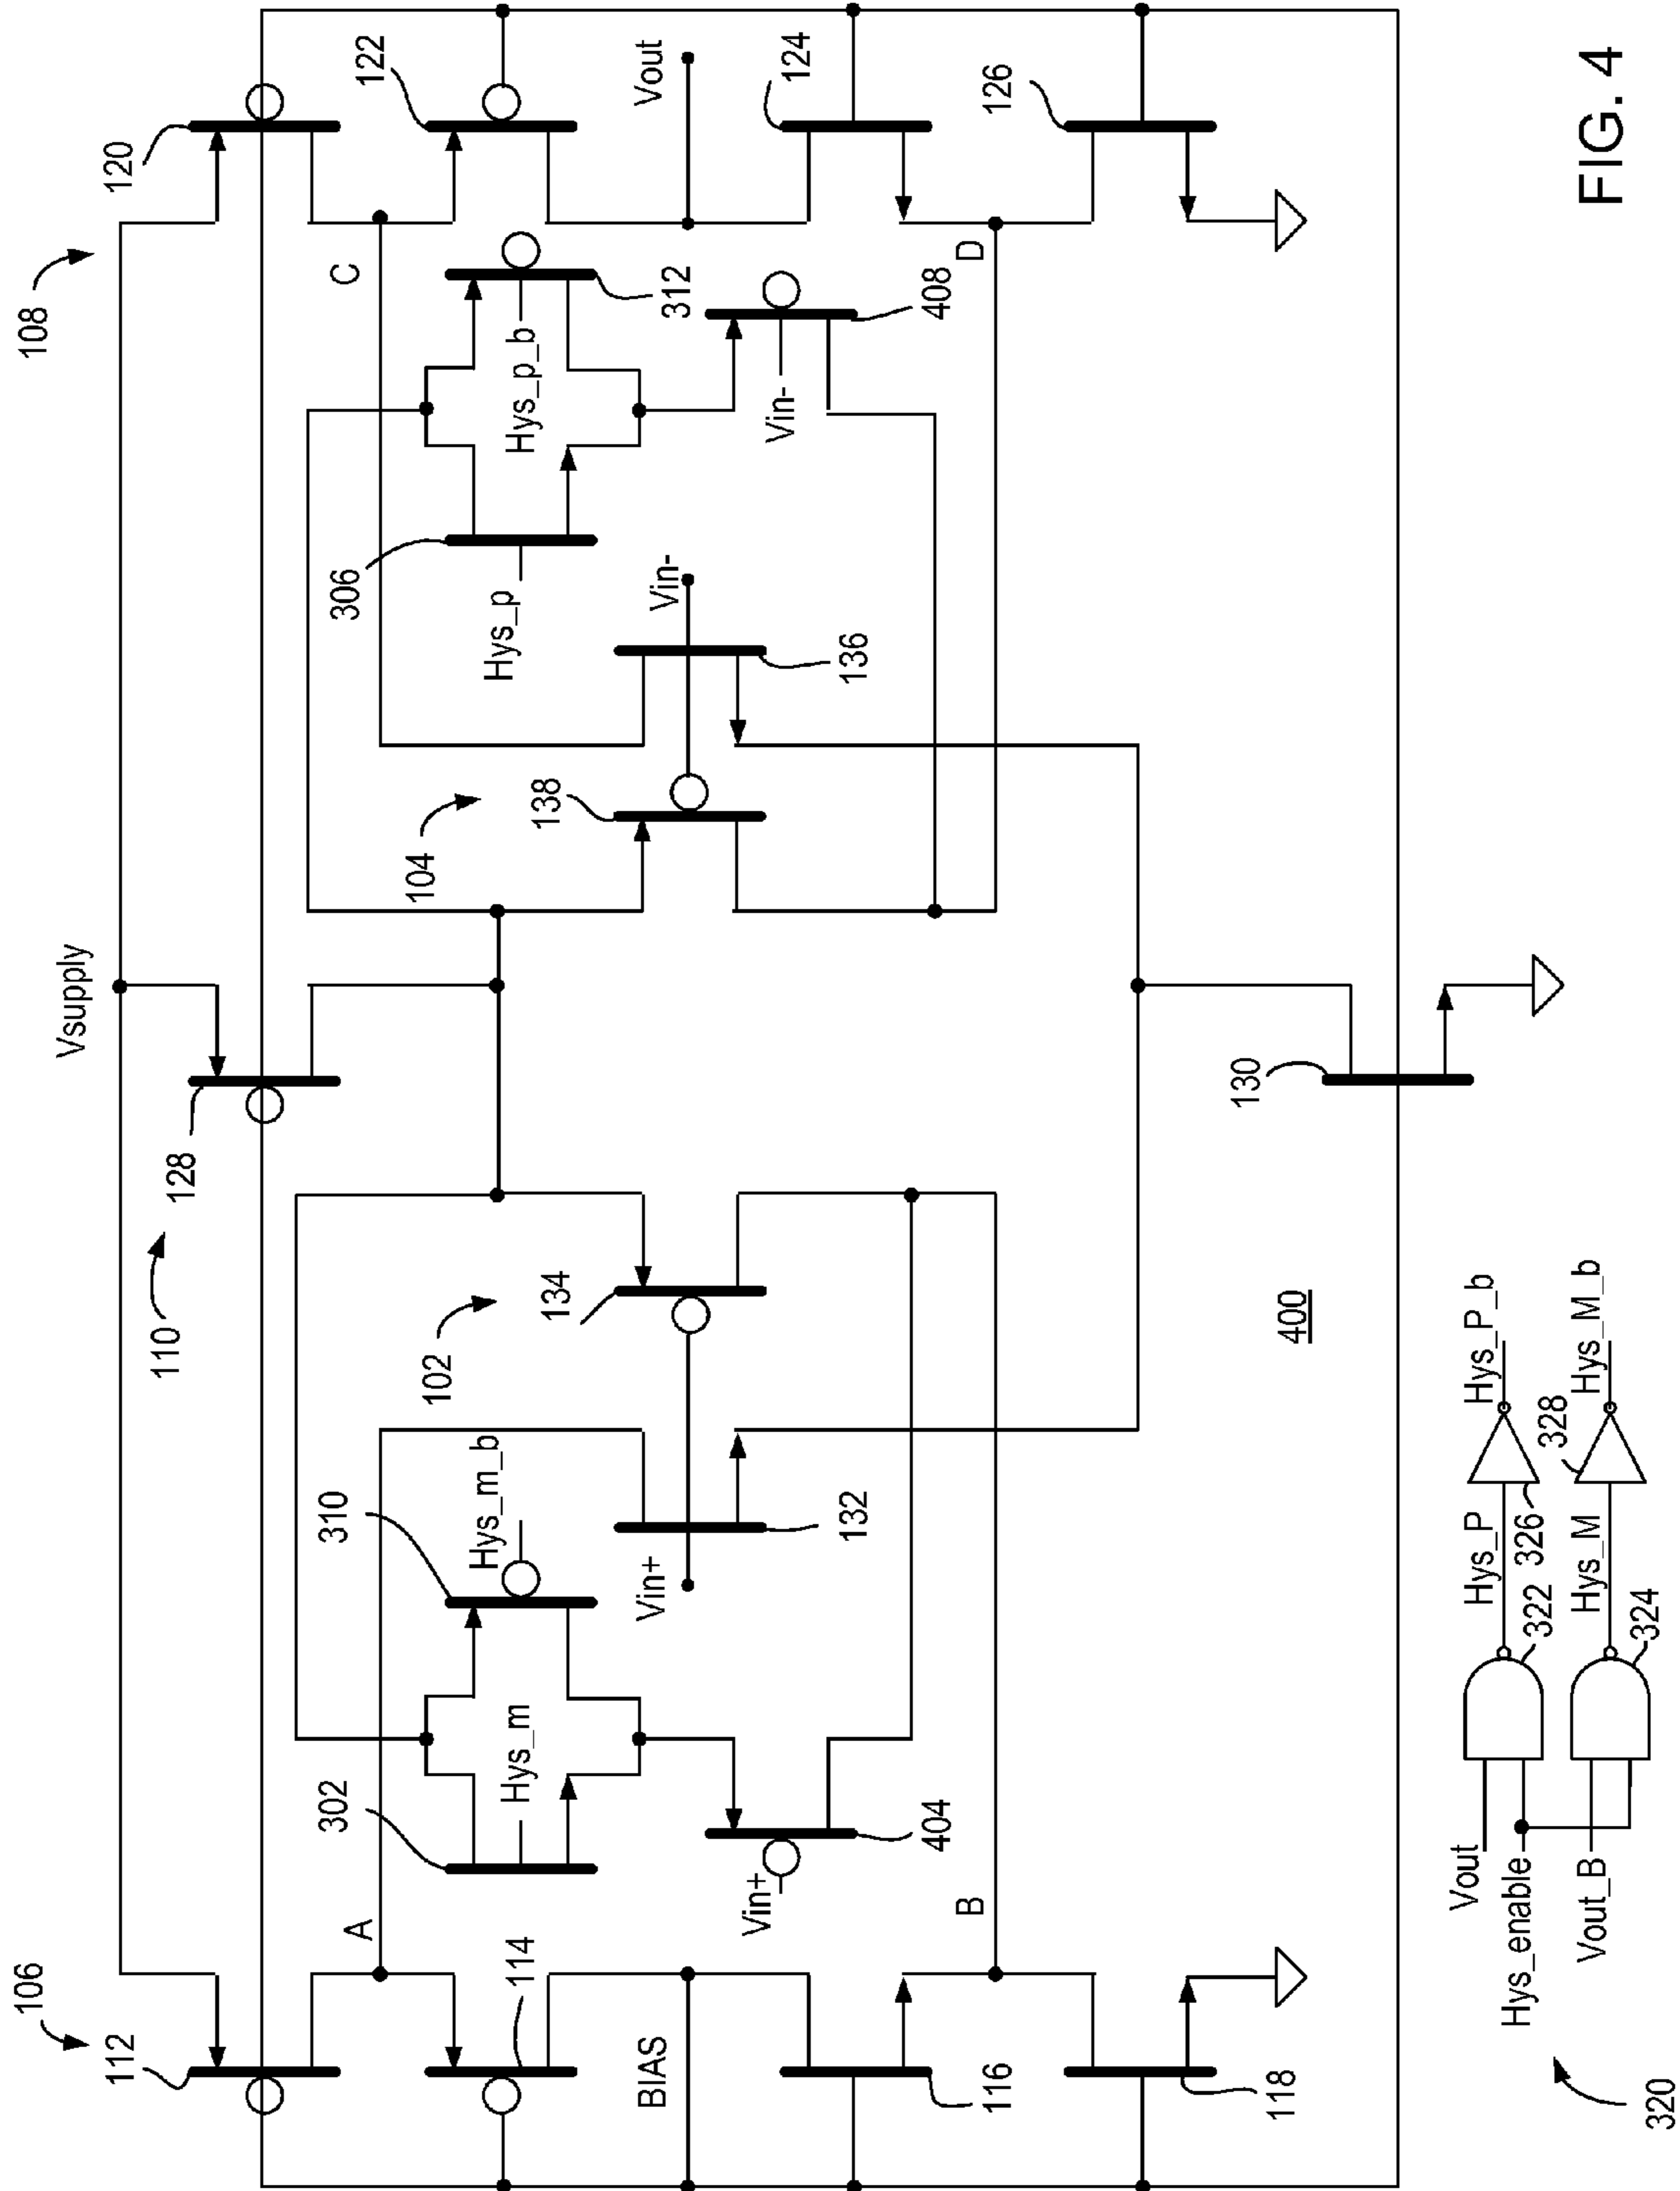 108
Vsupply
106
110
120
112
128
C
122
A
114
104
102
310
Hys_m_b
306
Hys_p
Hys_p_b
312
302
Hys_m
138
134
Vin-
Vout
BIAS
Vin+
132
136
Vin-
408
Vin+
404
124
116
B
D
126
118
130
400
Vout
Hys_enable
Vout_B
Hys_P
Hys_P_b
322
326
328
Hys_M
Hys_M_b
324
320
FIG. 4